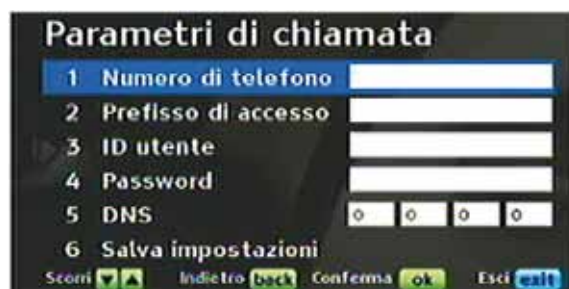 Parametri di chiamata
1 Numero di telefono
2 Prefisso di accesso
3 ID utente
4 Password
5 DNS 0 0 0 0
6 Salva impostazioni
Scorri Indietro back Conferma ok Esci exit